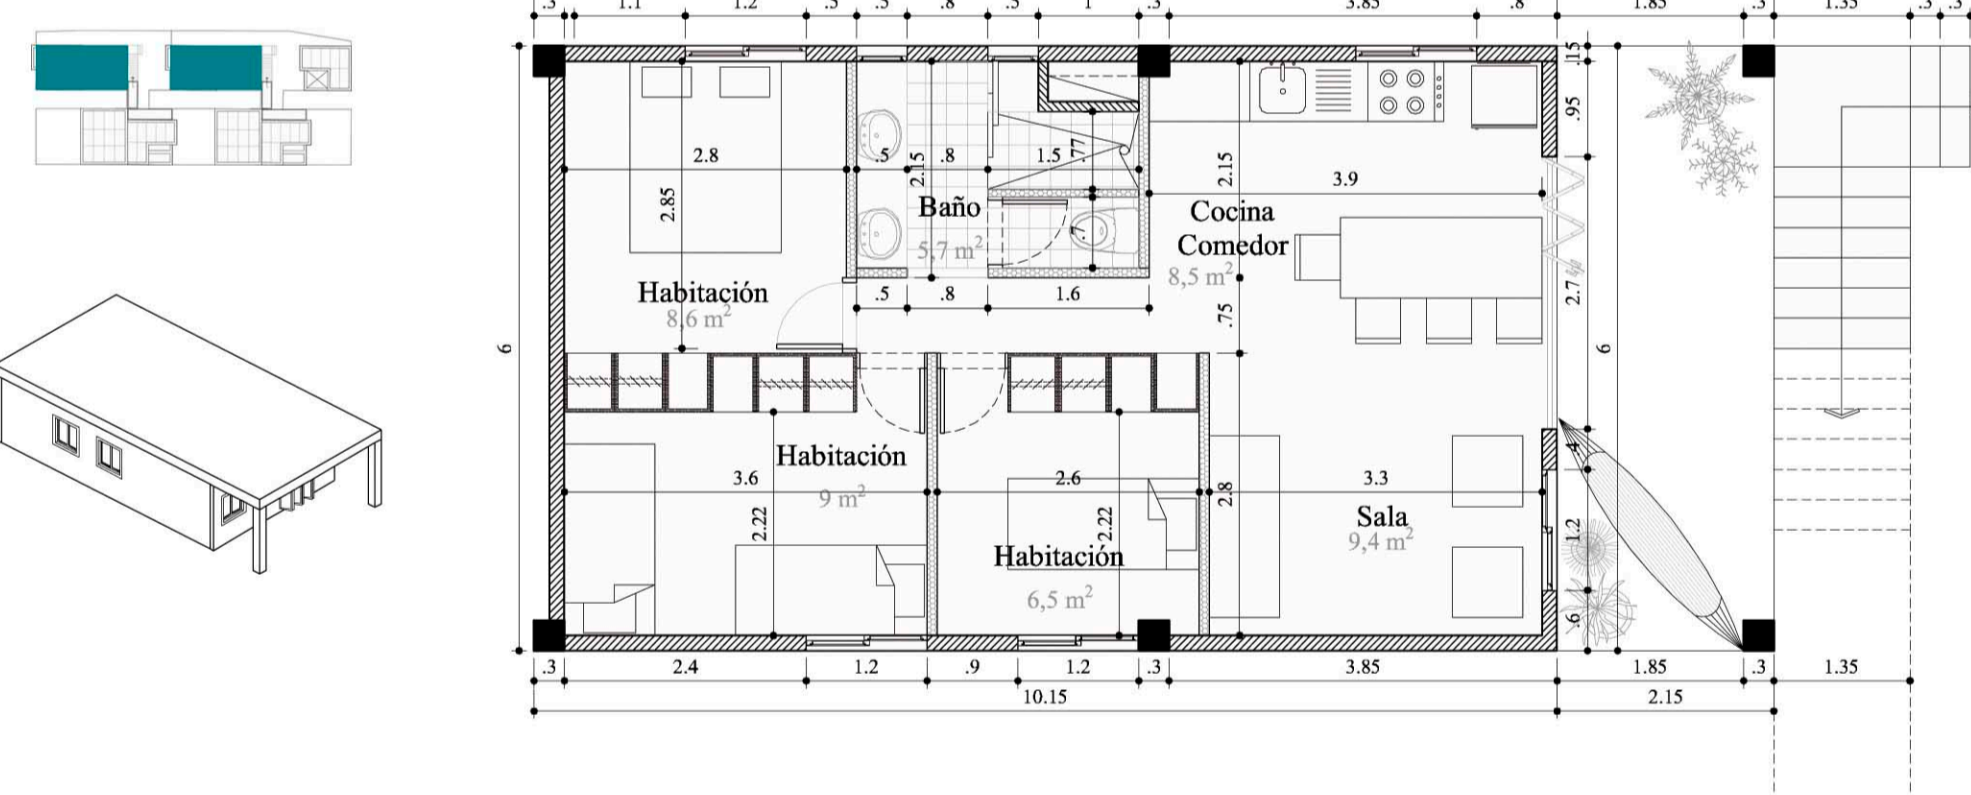 .3 1.1 1.2 .5 .5 .8 .5 1 .3 3.85 .8 1.85 .3 1.35 .3 .3
.15
.95
2.8 .5 .8 1.5 .77
2.15 2.15
3.9
2.85
Baño
5,7 m²
.7
Cocina
Comedor
8,5 m²
Habitación
8,6 m²
.5 .8 1.6
.75
2.7
6
6
Habitación
9 m²
3.6
2.22
2.6
2.22
Habitación
6,5 m²
2.8
3.3
Sala
9,4 m²
.4
1.2
.6
.3 2.4 1.2 .9 1.2 .3 3.85 1.85 .3 1.35
10.15 2.15